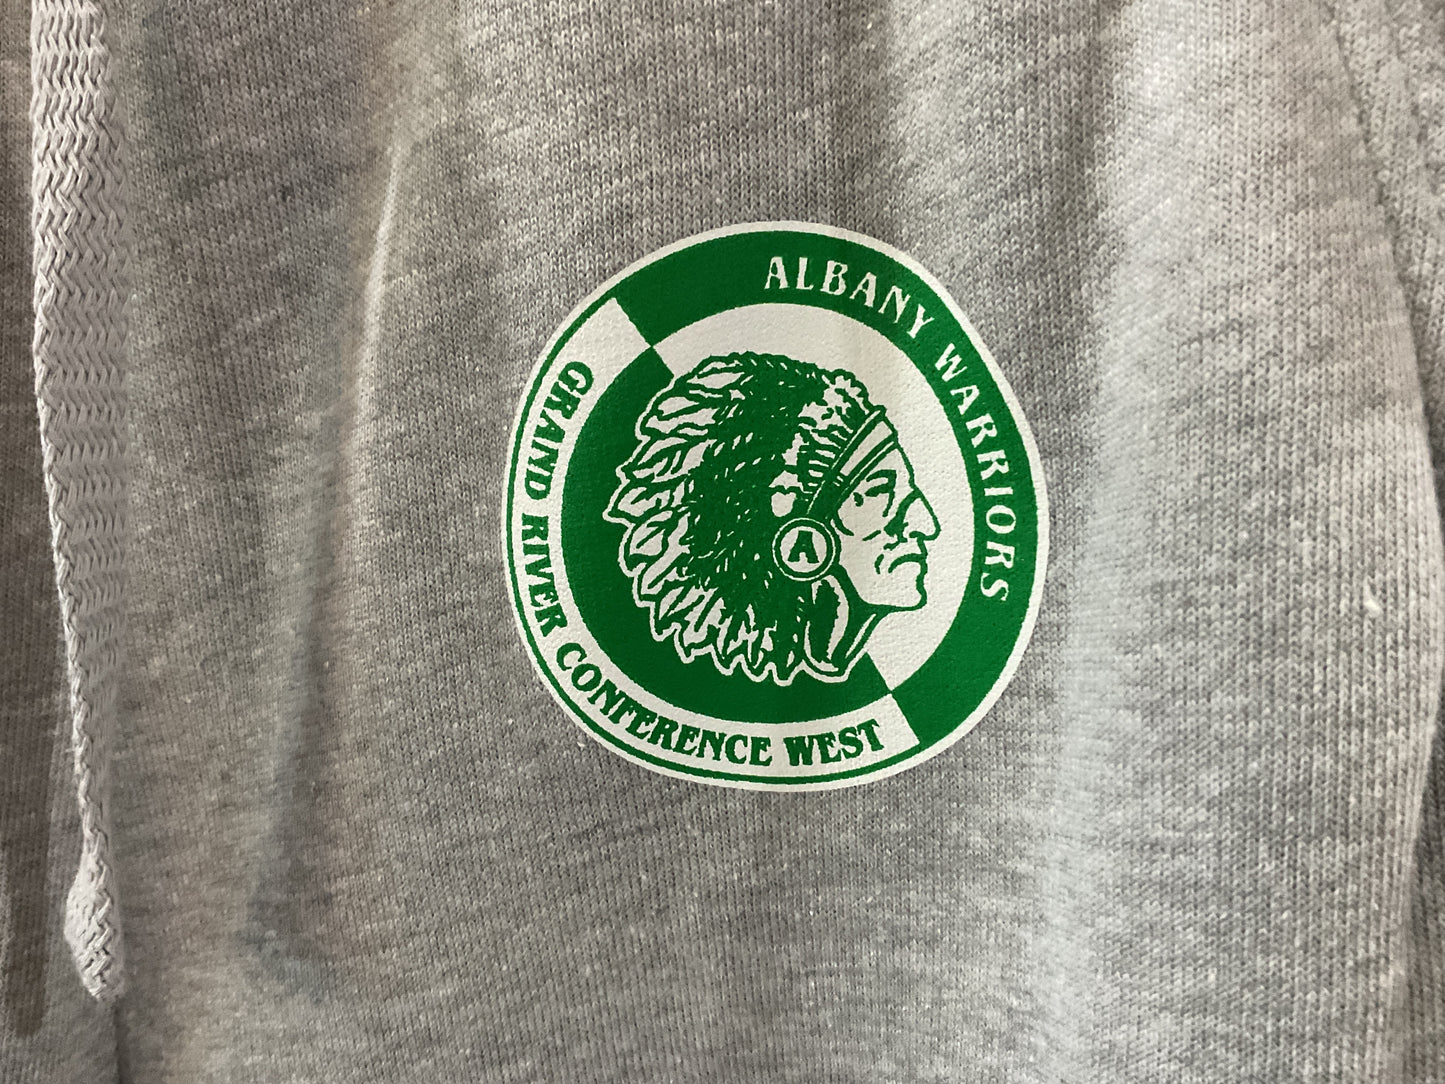 ALBANY WARRIORS
GRAND RIVER CONFERENCE WEST
A